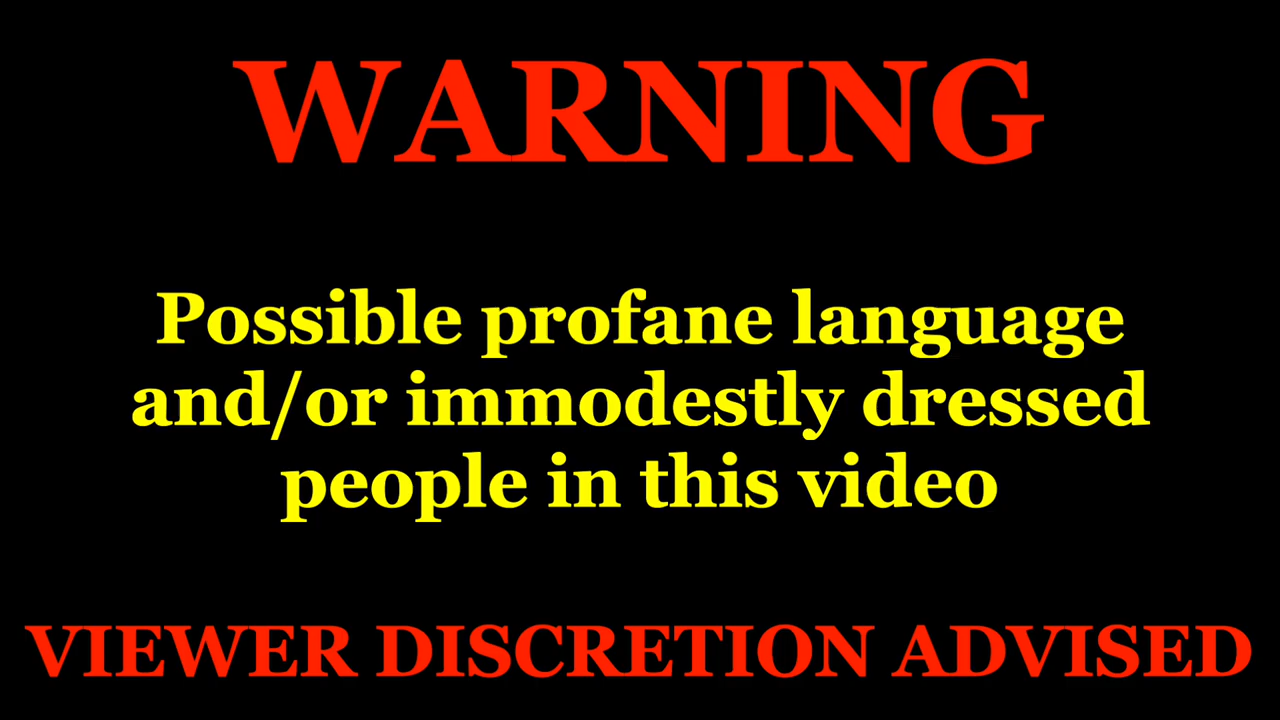 WARNING
Possible profane language
and/or immodestly dressed
people in this video
VIEWER DISCRETION ADVISED